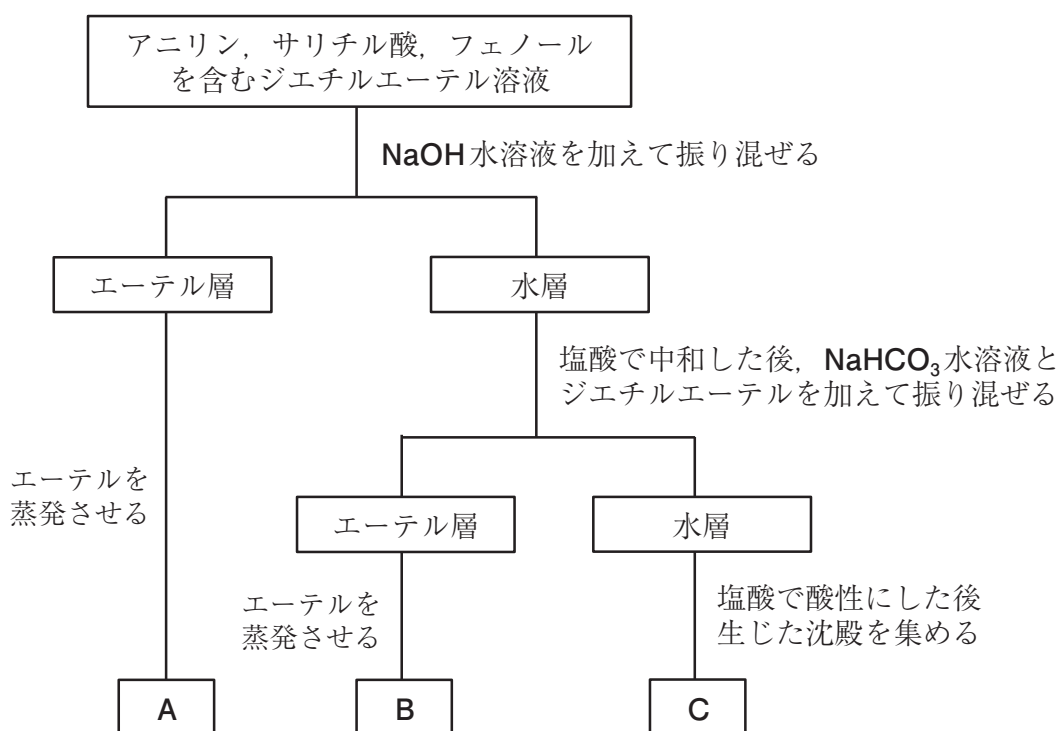 アニリン，サリチル酸，フェノール
を含むジエチルエーテル溶液
NaOH水溶液を加えて振り混ぜる
エーテル層
水層
塩酸で中和した後，NaHCO₃水溶液と
ジエチルエーテルを加えて振り混ぜる
エーテルを
蒸発させる
エーテル層
水層
エーテルを
蒸発させる
塩酸で酸性にした後
生じた沈殿を集める
A
B
C